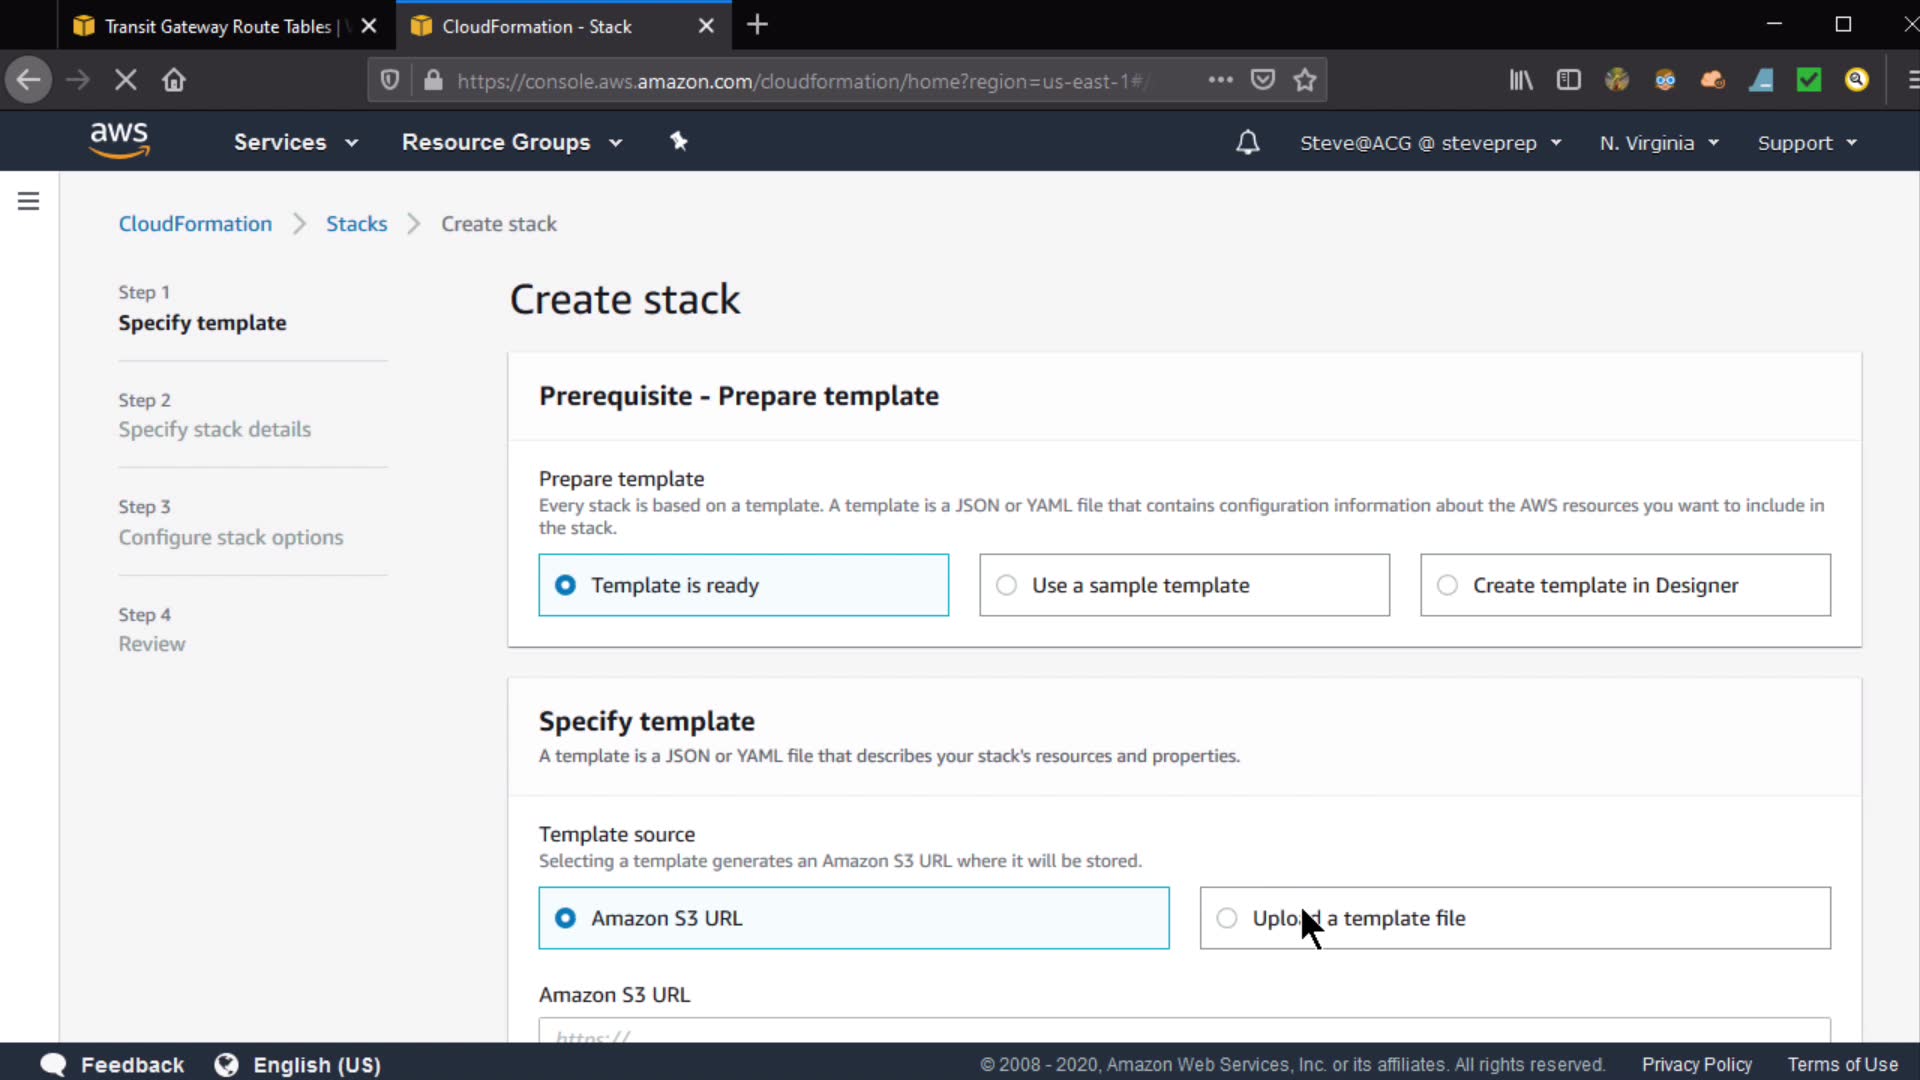 Transit Gateway Route Tables |
CloudFormation - Stack
https://console.aws.amazon.com/cloudformation/home?region=us-east-1#/
aws
Services
Resource Groups
Steve@ACG @ steveprep
N. Virginia
Support
CloudFormation
Stacks
Create stack
Step 1
Specify template
Step 2
Specify stack details
Step 3
Configure stack options
Step 4
Review
Create stack
Prerequisite - Prepare template
Prepare template
Every stack is based on a template. A template is a JSON or YAML file that contains configuration information about the AWS resources you want to include in
the stack.
Template is ready
Use a sample template
Create template in Designer
Specify template
A template is a JSON or YAML file that describes your stack's resources and properties.
Template source
Selecting a template generates an Amazon S3 URL where it will be stored.
Amazon S3 URL
Upload a template file
Amazon S3 URL
https://
Feedback
English (US)
© 2008 - 2020, Amazon Web Services, Inc. or its affiliates. All rights reserved.
Privacy Policy
Terms of Use